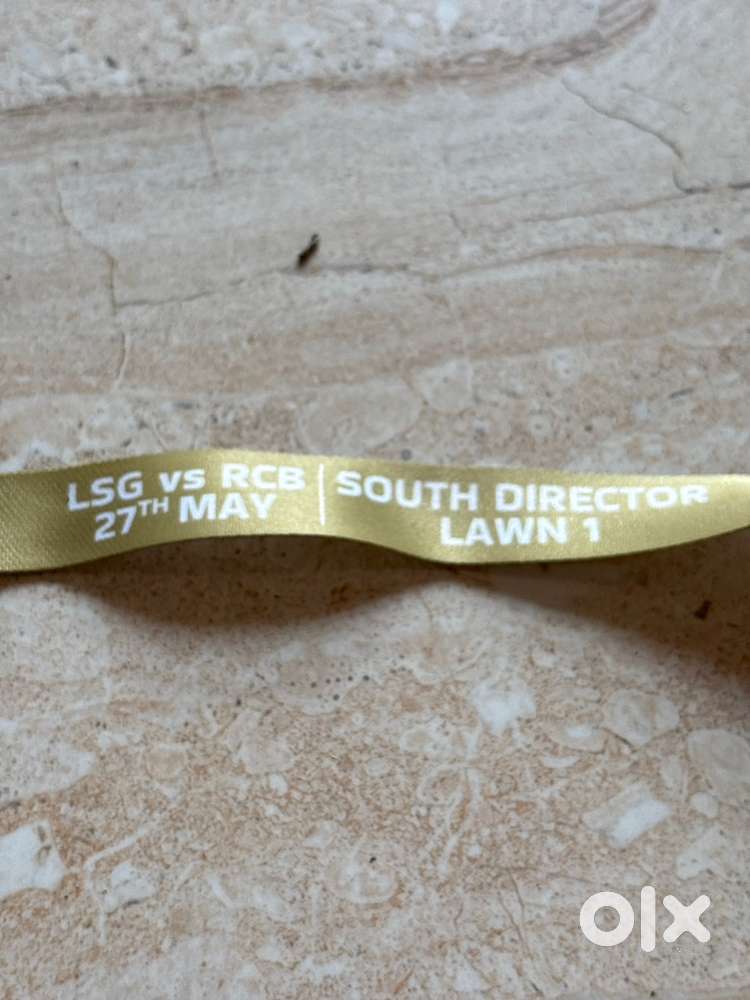 LSG vs RCB | SOUTH DIRECTOR
27TH MAY LAWN 1
olx